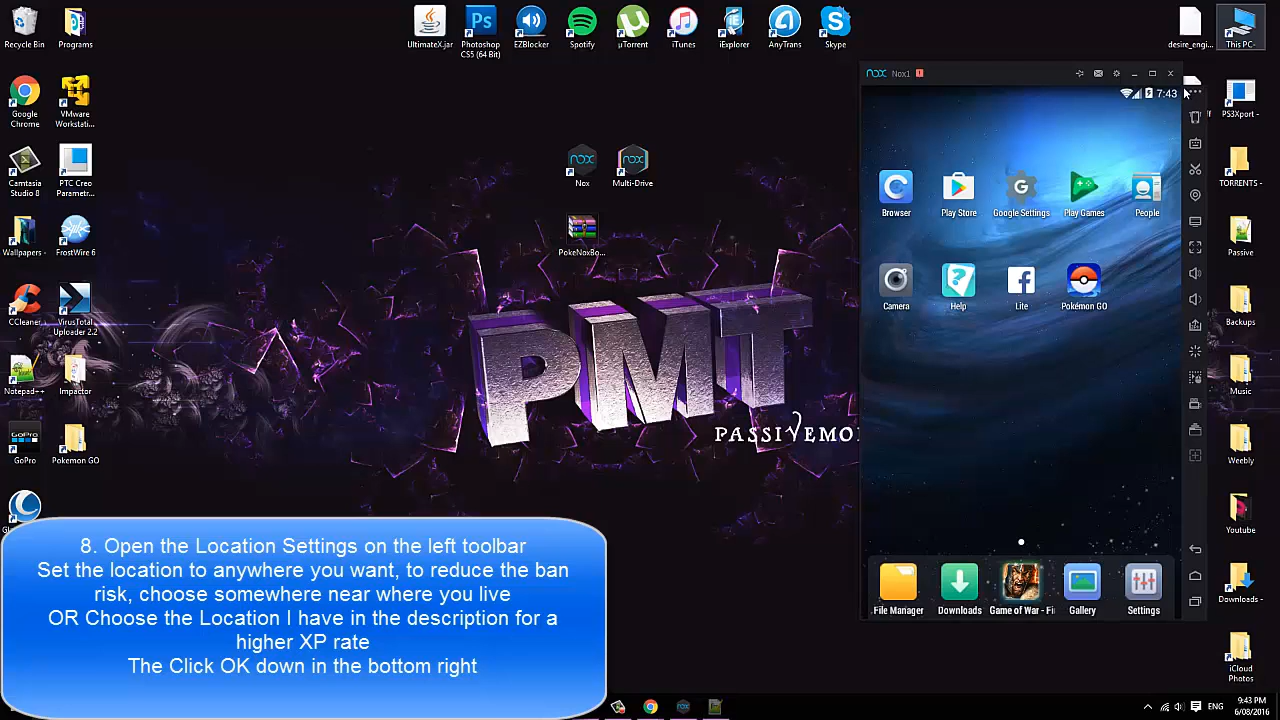 Recycle Bin
Programs
UltimateX.jar
Photoshop
CS5 (64 Bit)
EZBlocker
Spotify
µTorrent
iTunes
iExplorer
AnyTrans
Skype
desire_engi...
This PC-
Google
Chrome
VMware
Workstati...
Nox1
7:43
PS3Xport -
Camtasia
Studio 8
PTC Creo
Parametr...
Nox
Multi-Drive
Browser
Play Store
Google Settings
Play Games
People
TORRENTS -
Wallpapers -
FrostWire 6
PokeNoxBo...
Passive
Camera
Help
Lite
Pokémon GO
CCleaner
VirusTotal
Uploader 2.2
Backups
PMT
PASSIVEMO
Notepad++
Impactor
Music
GoPro
Pokemon GO
Weebly
8. Open the Location Settings on the left toolbar
Set the location to anywhere you want, to reduce the ban
risk, choose somewhere near where you live
OR Choose the Location I have in the description for a
higher XP rate
The Click OK down in the bottom right
Youtube
File Manager
Downloads
Game of War - Fi
Gallery
Settings
Downloads -
iCloud
Photos
ENG
9:43 PM
6/08/2016